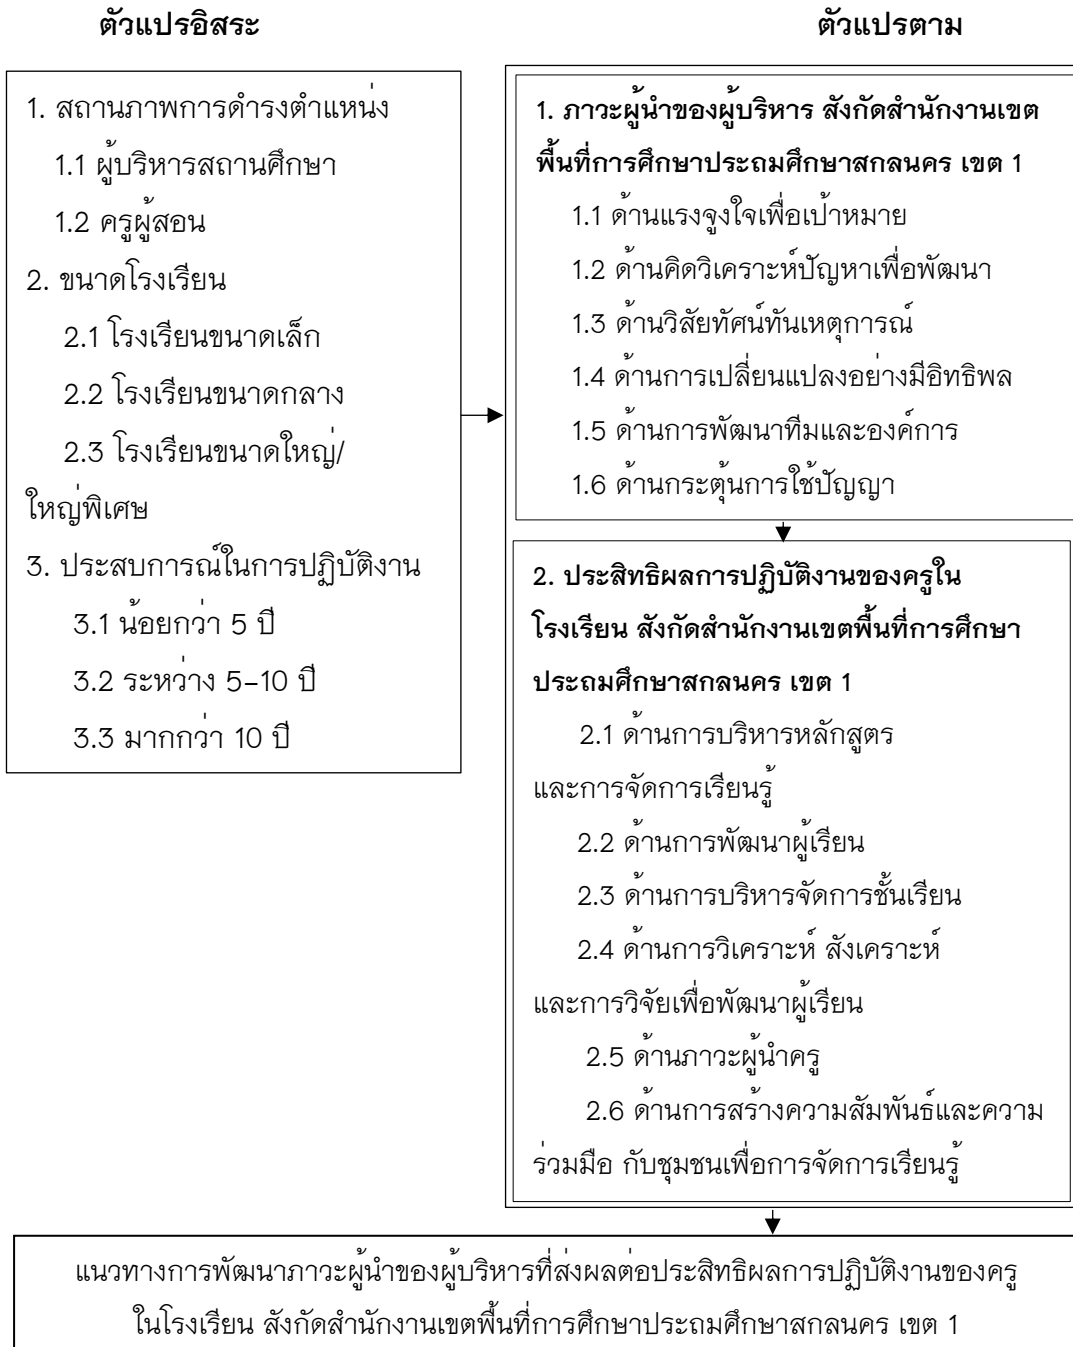 ตัวแปรอิสระ
ตัวแปรตาม
1. สถานภาพการดำรงตำแหน่ง
1.1 ผู้บริหารสถานศึกษา
1.2 ครูผู้สอน
2. ขนาดโรงเรียน
2.1 โรงเรียนขนาดเล็ก
2.2 โรงเรียนขนาดกลาง
2.3 โรงเรียนขนาดใหญ่/
ใหญ่พิเศษ
3. ประสบการณ์ในการปฏิบัติงาน
3.1 น้อยกว่า 5 ปี
3.2 ระหว่าง 5–10 ปี
3.3 มากกว่า 10 ปี
1. ภาวะผู้นำของผู้บริหาร สังกัดสำนักงานเขต
พื้นที่การศึกษาประถมศึกษาสกลนคร เขต 1
1.1 ด้านแรงจูงใจเพื่อเป้าหมาย
1.2 ด้านคิดวิเคราะห์ปัญหาเพื่อพัฒนา
1.3 ด้านวิสัยทัศน์ทันเหตุการณ์
1.4 ด้านการเปลี่ยนแปลงอย่างมีอิทธิพล
1.5 ด้านการพัฒนาทีมและองค์การ
1.6 ด้านกระตุ้นการใช้ปัญญา
2. ประสิทธิผลการปฏิบัติงานของครูใน
โรงเรียน สังกัดสำนักงานเขตพื้นที่การศึกษา
ประถมศึกษาสกลนคร เขต 1
2.1 ด้านการบริหารหลักสูตร
และการจัดการเรียนรู้
2.2 ด้านการพัฒนาผู้เรียน
2.3 ด้านการบริหารจัดการชั้นเรียน
2.4 ด้านการวิเคราะห์ สังเคราะห์
และการวิจัยเพื่อพัฒนาผู้เรียน
2.5 ด้านภาวะผู้นำครู
2.6 ด้านการสร้างความสัมพันธ์และความ
ร่วมมือ กับชุมชนเพื่อการจัดการเรียนรู้
แนวทางการพัฒนาภาวะผู้นำของผู้บริหารที่ส่งผลต่อประสิทธิผลการปฏิบัติงานของครู
ในโรงเรียน สังกัดสำนักงานเขตพื้นที่การศึกษาประถมศึกษาสกลนคร เขต 1